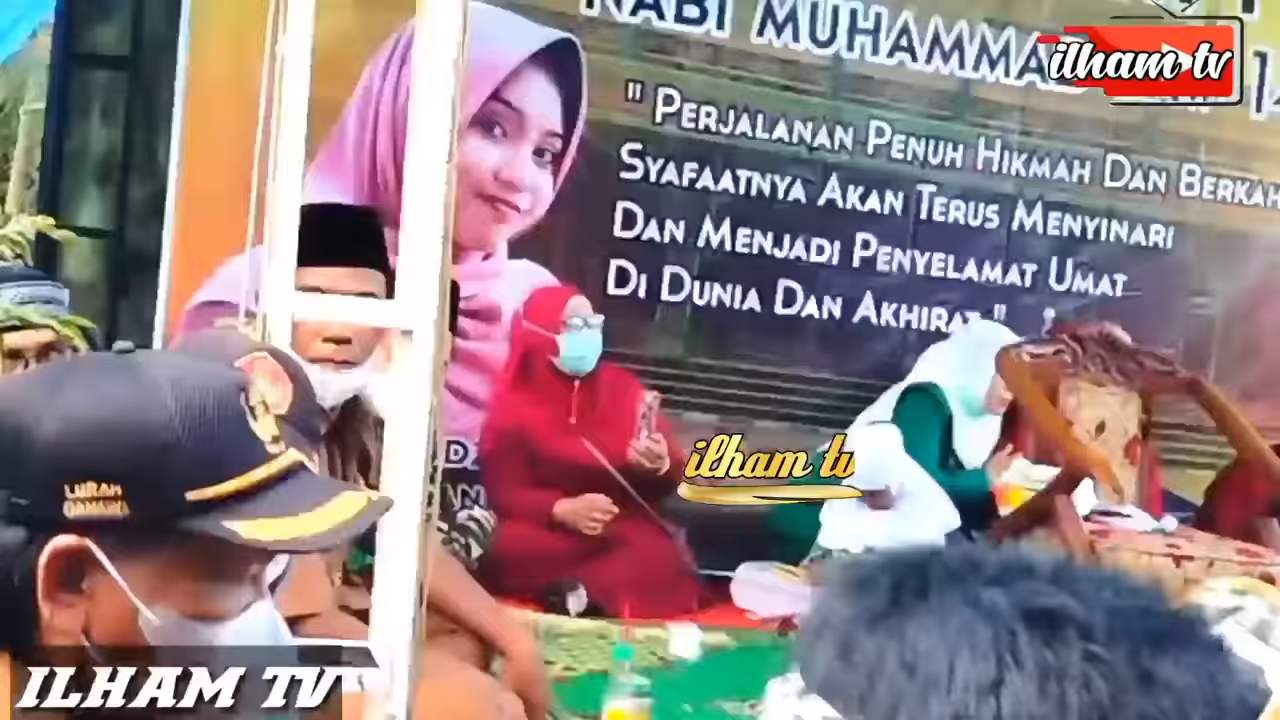 NABI MUHAMMAD
ilham tv
" PERJALANAN PENUH HIKMAH DAN BERKAH
SYAFAATNYA AKAN TERUS MENYINARI
DAN MENJADI PENYELAMAT UMAT
DI DUNIA DAN AKHIRAT "
ilham tv
LURAH
ILHAM TV